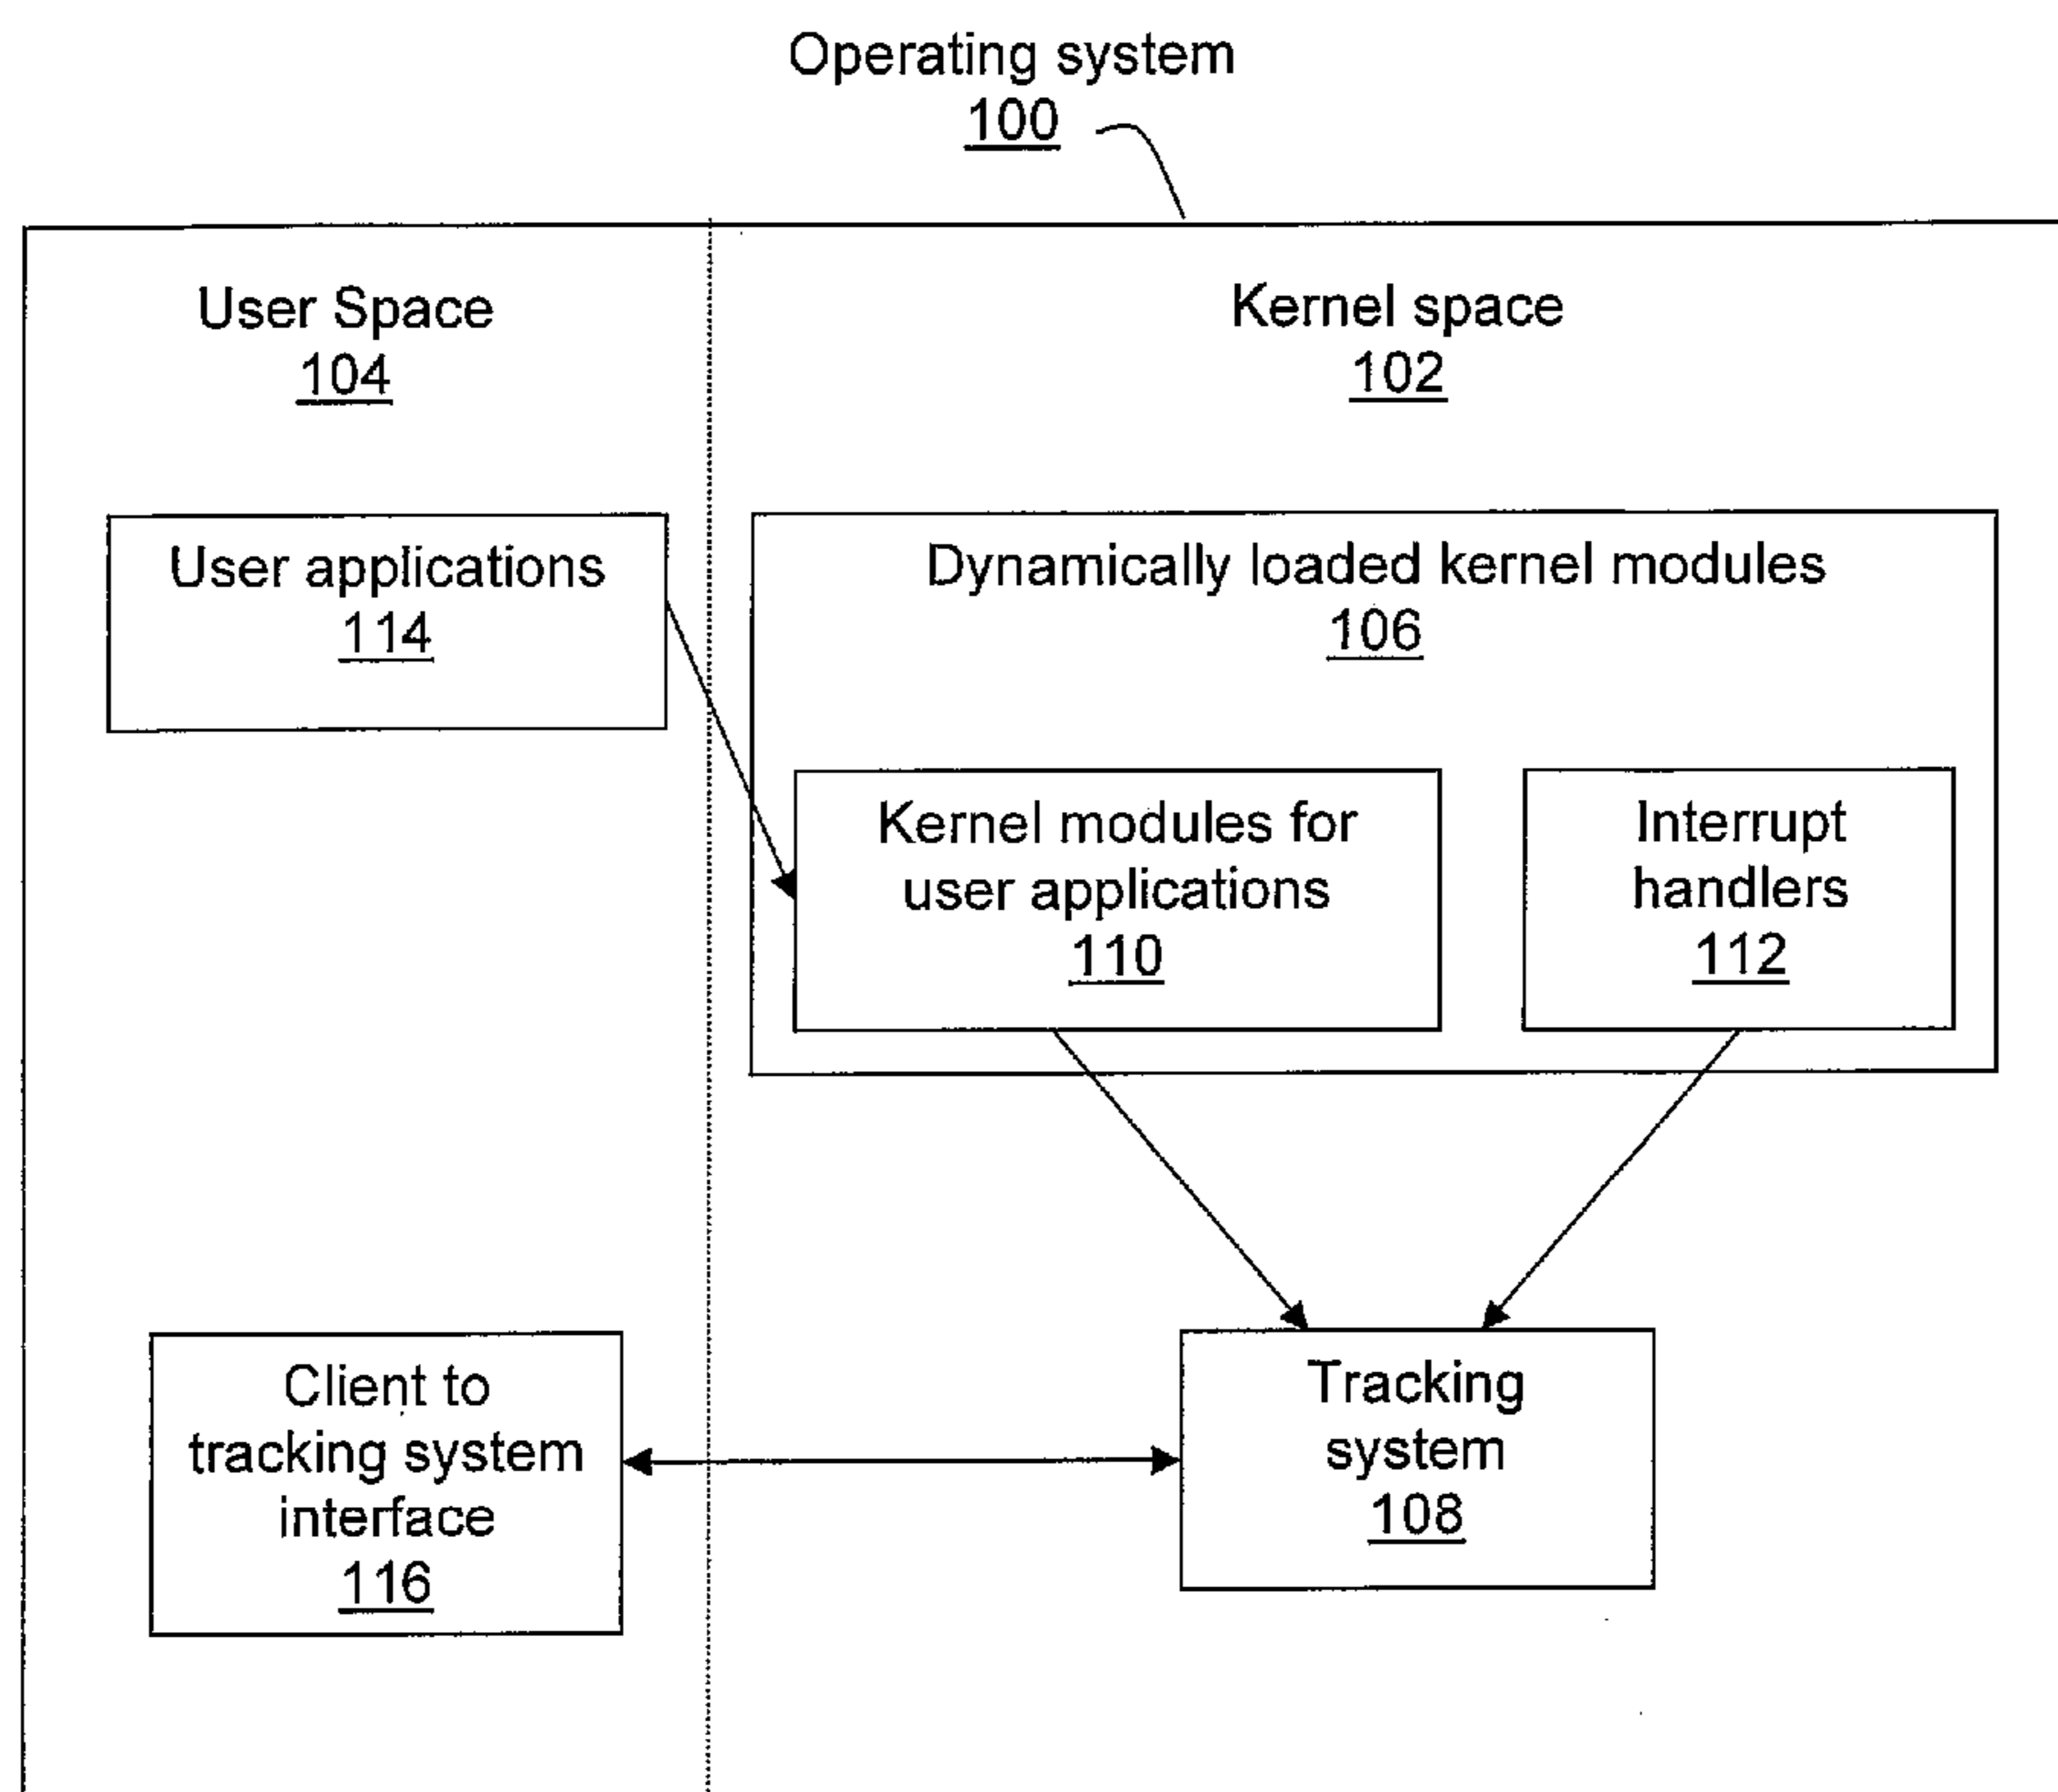 Operating system
100
User Space
104
Kernel space
102
User applications
114
Dynamically loaded kernel modules
106
Kernel modules for
user applications
110
Interrupt
handlers
112
Client to
tracking system
interface
116
Tracking
system
108